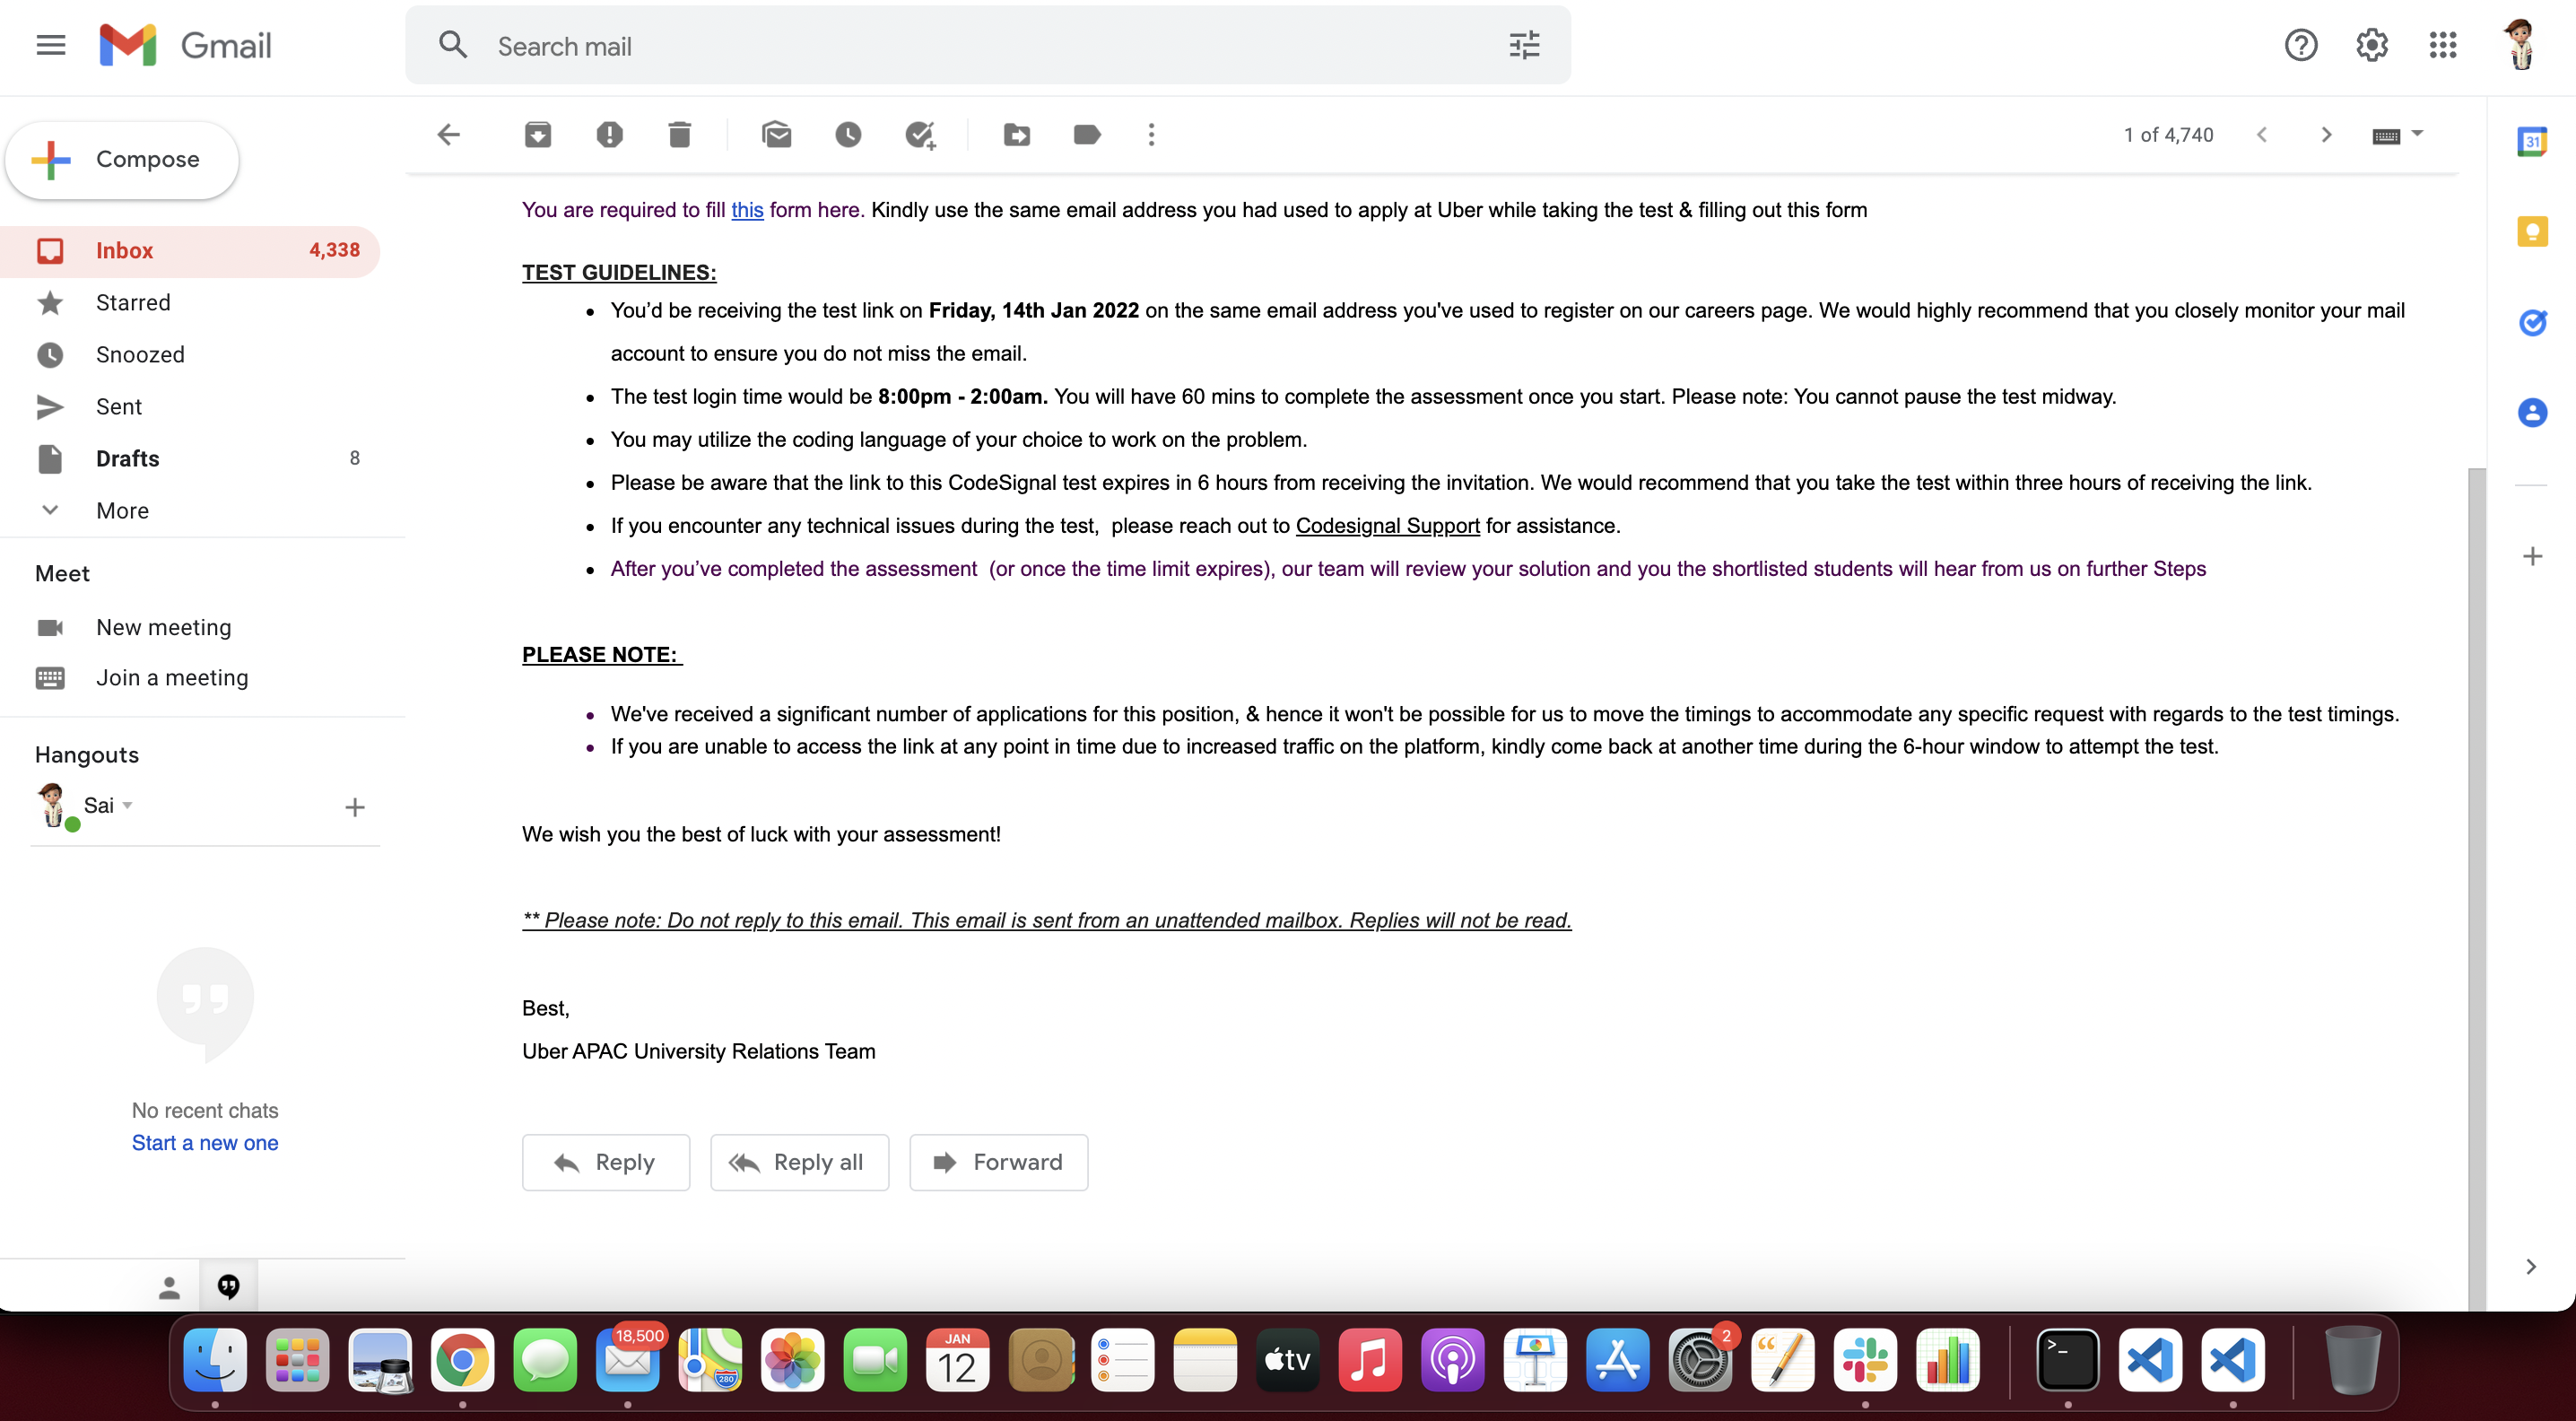 Gmail
Search mail
Compose
1 of 4,740
31
Inbox 4,338
Starred
Snoozed
Sent
Drafts 8
More
Meet
New meeting
Join a meeting
Hangouts
Sai
No recent chats
Start a new one
You are required to fill this form here. Kindly use the same email address you had used to apply at Uber while taking the test & filling out this form
TEST GUIDELINES:
You’d be receiving the test link on Friday, 14th Jan 2022 on the same email address you've used to register on our careers page. We would highly recommend that you closely monitor your mail
account to ensure you do not miss the email.
The test login time would be 8:00pm - 2:00am. You will have 60 mins to complete the assessment once you start. Please note: You cannot pause the test midway.
You may utilize the coding language of your choice to work on the problem.
Please be aware that the link to this CodeSignal test expires in 6 hours from receiving the invitation. We would recommend that you take the test within three hours of receiving the link.
If you encounter any technical issues during the test,  please reach out to Codesignal Support for assistance.
After you’ve completed the assessment  (or once the time limit expires), our team will review your solution and you the shortlisted students will hear from us on further Steps
PLEASE NOTE:
We've received a significant number of applications for this position, & hence it won't be possible for us to move the timings to accommodate any specific request with regards to the test timings.
If you are unable to access the link at any point in time due to increased traffic on the platform, kindly come back at another time during the 6-hour window to attempt the test.
We wish you the best of luck with your assessment!
** Please note: Do not reply to this email. This email is sent from an unattended mailbox. Replies will not be read.
Best,
Uber APAC University Relations Team
Reply
Reply all
Forward
18,500
280
JAN
12
tv
2
>_